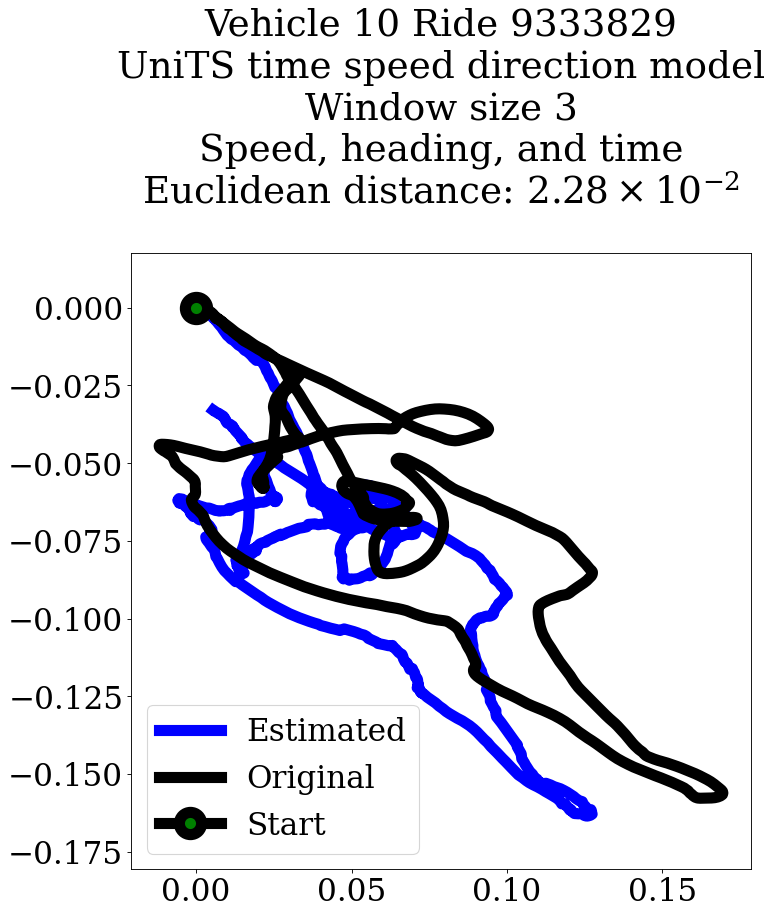 Vehicle 10 Ride 9333829
UniTS time speed direction model
Window size 3
Speed, heading, and time
Euclidean distance: 2.28 × 10⁻²
0.000
−0.025
−0.050
−0.075
−0.100
−0.125
−0.150
−0.175
Estimated
Original
Start
0.00 0.05 0.10 0.15